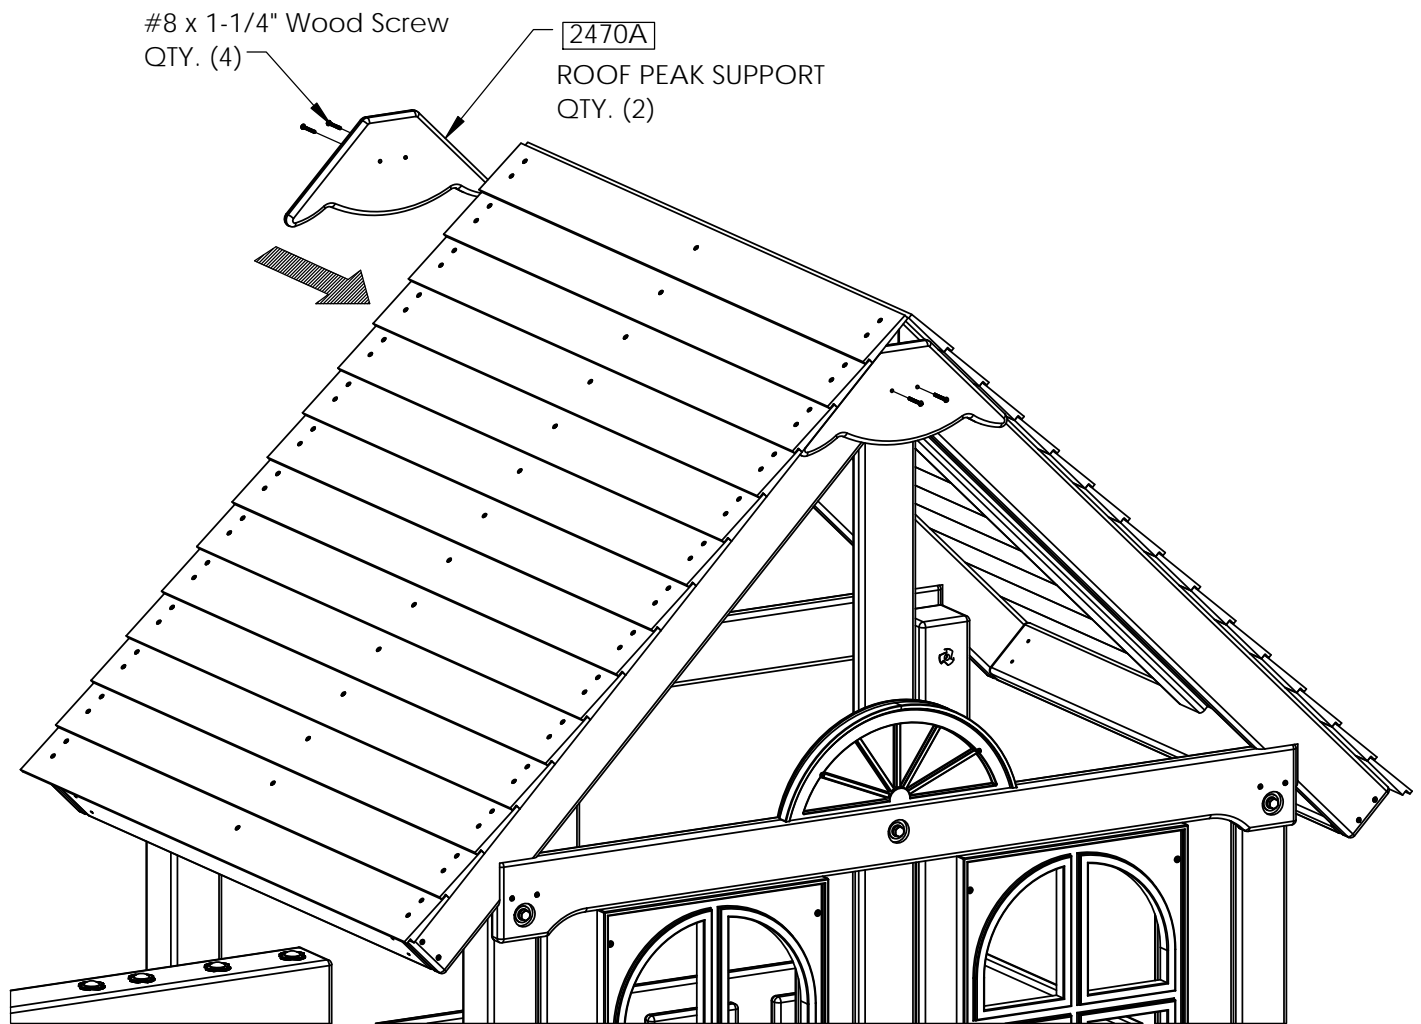 #8 x 1-1/4" Wood Screw
QTY. (4)
2470A
ROOF PEAK SUPPORT
QTY. (2)